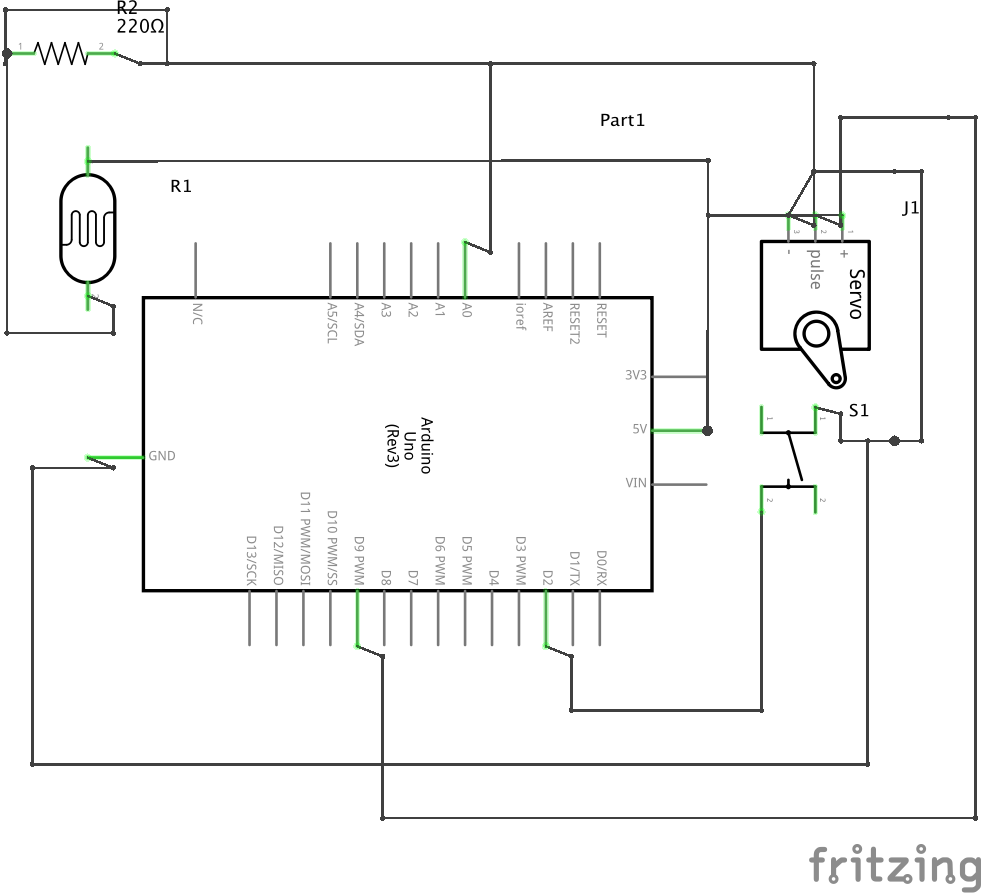 R2
220Ω
1
2
Part1
R1
J1
3
2
1
-
pulse
+
Servo
N/C
A5/SCL
A4/SDA
A3
A2
A1
A0
ioref
AREF
RESET2
RESET
3V3
5V
VIN
GND
Arduino
Uno
(Rev3)
S1
1
1
2
2
D13/SCK
D12/MISO
D11 PWM/MOSI
D10 PWM/SS
D9 PWM
D8
D7
D6 PWM
D5 PWM
D4
D3 PWM
D2
D1/TX
D0/RX
fritzing